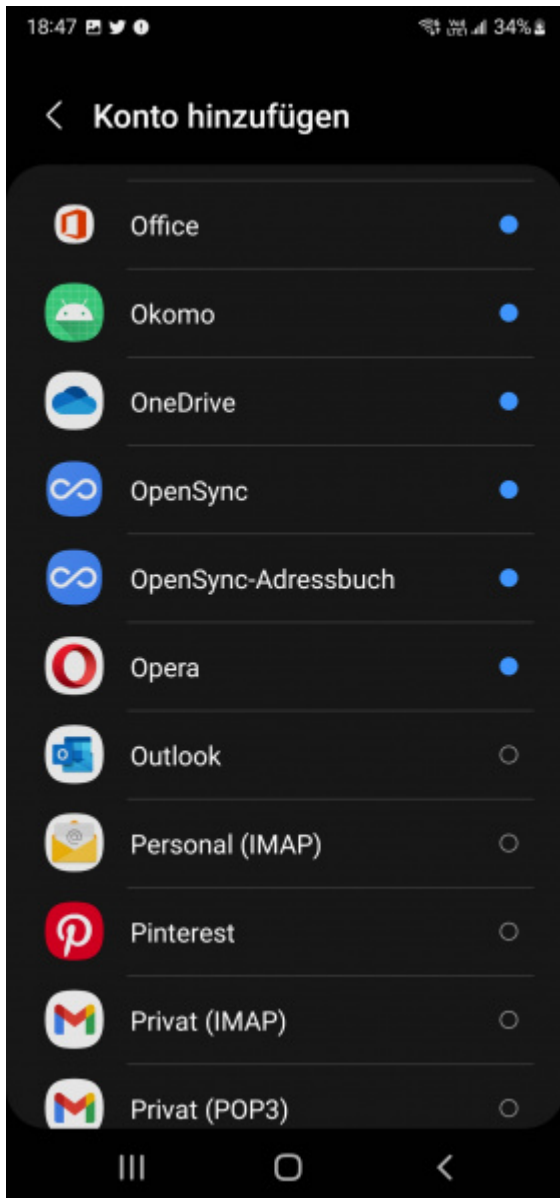 18:47
34%
Konto hinzufügen
Office
Okomo
OneDrive
OpenSync
OpenSync-Adressbuch
Opera
Outlook
Personal (IMAP)
Pinterest
Privat (IMAP)
Privat (POP3)